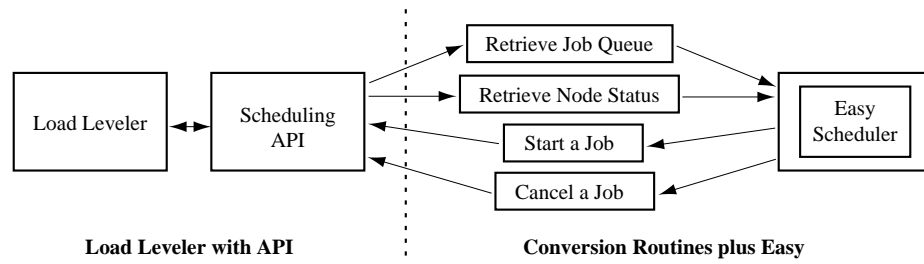 Retrieve Job Queue
Load Leveler
Scheduling
API
Retrieve Node Status
Start a Job
Cancel a Job
Easy
Scheduler
Load Leveler with API
Conversion Routines plus Easy